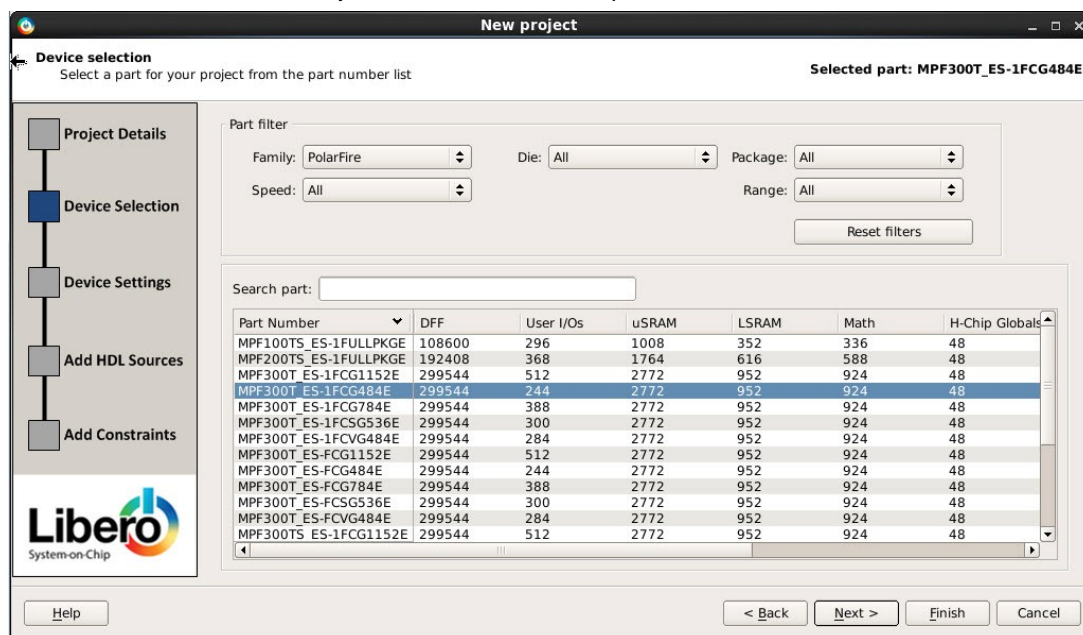 New project
Device selection
Select a part for your project from the part number list
Selected part: MPF300T_ES-1FCG484E
Project Details
Device Selection
Device Settings
Add HDL Sources
Add Constraints
Libero
System-on-Chip
Part filter
Family: PolarFire Die: All Package: All
Speed: All Range: All
Reset filters
Search part:
Part Number DFF User I/Os uSRAM LSRAM Math H-Chip Globals
MPF100TS_ES-1FULLPKGE 108600 296 1008 352 336 48
MPF200TS_ES-1FULLPKGE 192408 368 1764 616 588 48
MPF300T_ES-1FCG1152E 299544 512 2772 952 924 48
MPF300T_ES-1FCG484E 299544 244 2772 952 924 48
MPF300T_ES-1FCG784E 299544 388 2772 952 924 48
MPF300T_ES-1FCSG536E 299544 300 2772 952 924 48
MPF300T_ES-1FCVG484E 299544 284 2772 952 924 48
MPF300T_ES-FCG1152E 299544 512 2772 952 924 48
MPF300T_ES-FCG484E 299544 244 2772 952 924 48
MPF300T_ES-FCG784E 299544 388 2772 952 924 48
MPF300T_ES-FCSG536E 299544 300 2772 952 924 48
MPF300T_ES-FCVG484E 299544 284 2772 952 924 48
MPF300TS_ES-1FCG1152E 299544 512 2772 952 924 48
Help < Back Next > Finish Cancel